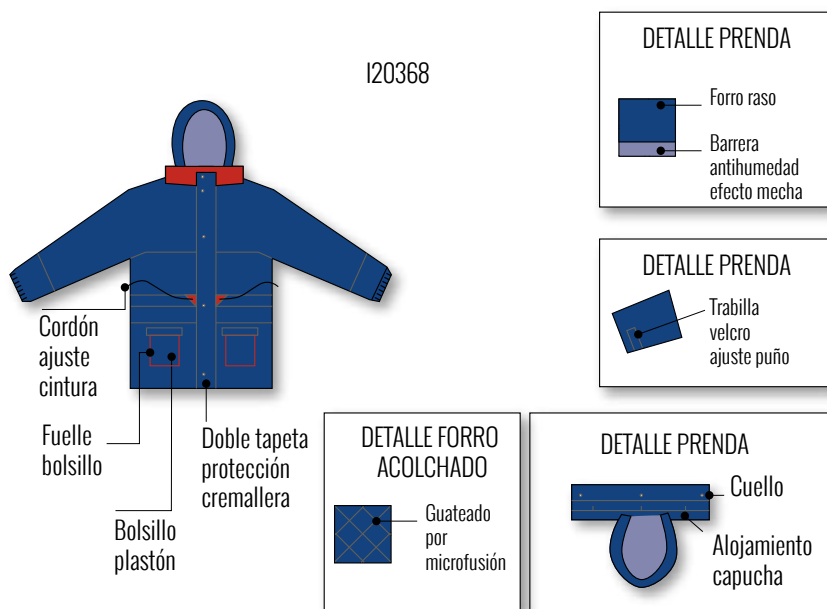 I20368
DETALLE PRENDA
Forro raso
Barrera
antihumedad
efecto mecha
DETALLE PRENDA
Trabilla
velcro
ajuste puño
Cordón
ajuste
cintura
Fuelle
bolsillo
Bolsillo
plastón
Doble tapeta
protección
cremallera
DETALLE FORRO
ACOLCHADO
Guateado
por
microfusión
DETALLE PRENDA
Cuello
Alojamiento
capucha